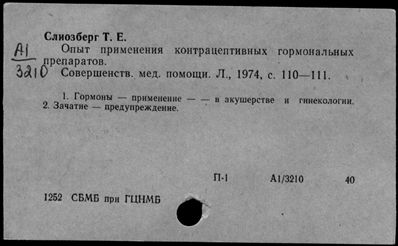 Слиозберг Т. Е.
А1
3210
Опыт применения контрацептивных гормональных
препаратов.
Совершенств. мед. помощи. Л., 1974, с. 110—111.
1. Гормоны — применение — — в акушерстве и гинекологии.
2. Зачатие — предупреждение.
П-1 А1/3210 40
1252 СБМБ при ГЦНМБ